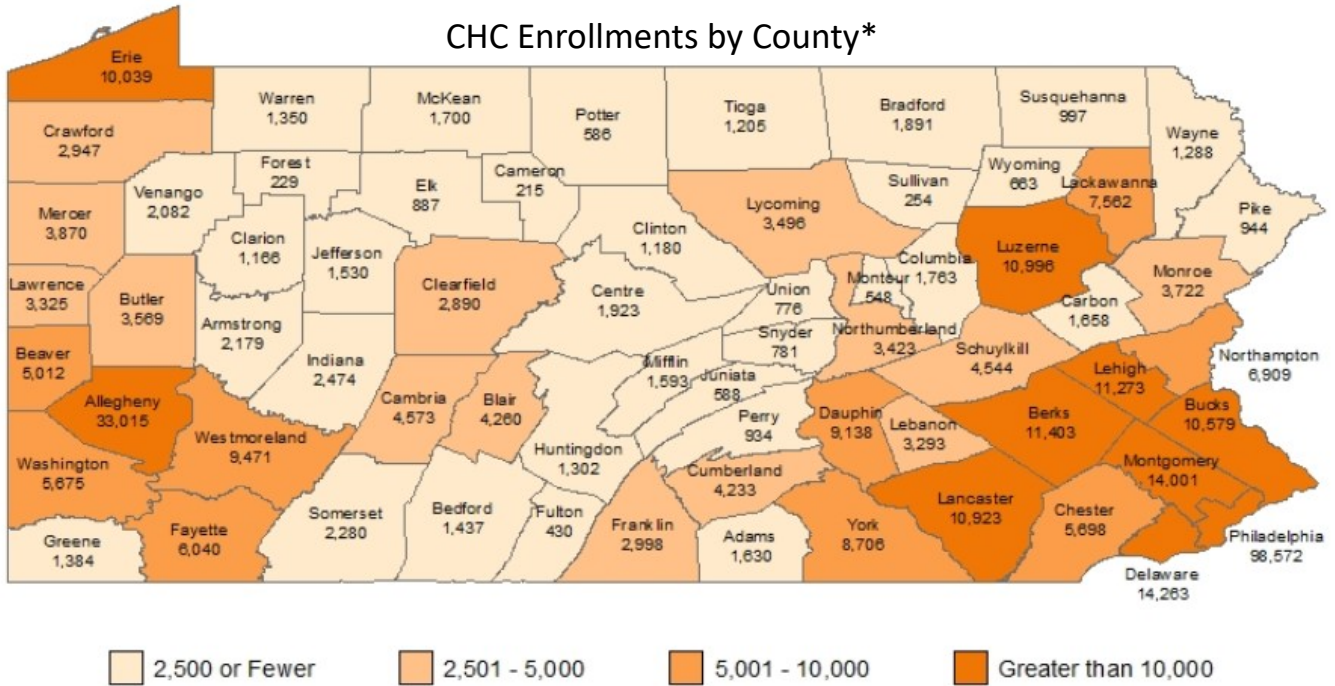 CHC Enrollments by County*
Erie
10,039
Warren
1,350
McKean
1,700
Potter
586
Tioga
1,205
Bradford
1,891
Susquehanna
997
Wayne
1,288
Crawford
2,947
Forest
229
Venango
2,082
Elk
887
Cameron
215
Sullivan
254
Wyoming
663
Lackawanna
7,562
Pike
944
Mercer
3,870
Clarion
1,166
Jefferson
1,530
Clinton
1,180
Lycoming
3,496
Luzerne
10,996
Columbia
1,763
Montour
548
Monroe
3,722
Lawrence
3,325
Butler
3,569
Clearfield
2,890
Centre
1,923
Union
776
Carbon
1,658
Armstrong
2,179
Snyder
781
Northumberland
3,423
Schuylkill
4,544
Beaver
5,012
Indiana
2,474
Mifflin
1,593
Juniata
588
Lehigh
11,273
Northampton
6,909
Allegheny
33,015
Cambria
4,573
Blair
4,260
Perry
934
Dauphin
9,138
Lebanon
3,293
Berks
11,403
Bucks
10,579
Westmoreland
9,471
Washington
5,675
Huntingdon
1,302
Cumberland
4,233
Montgomery
14,001
Lancaster
10,923
Chester
5,698
Greene
1,384
Fayette
6,040
Somerset
2,280
Bedford
1,437
Fulton
430
Franklin
2,998
Adams
1,630
York
8,706
Philadelphia
98,572
Delaware
14,263
2,500 or Fewer
2,501 - 5,000
5,001 - 10,000
Greater than 10,000